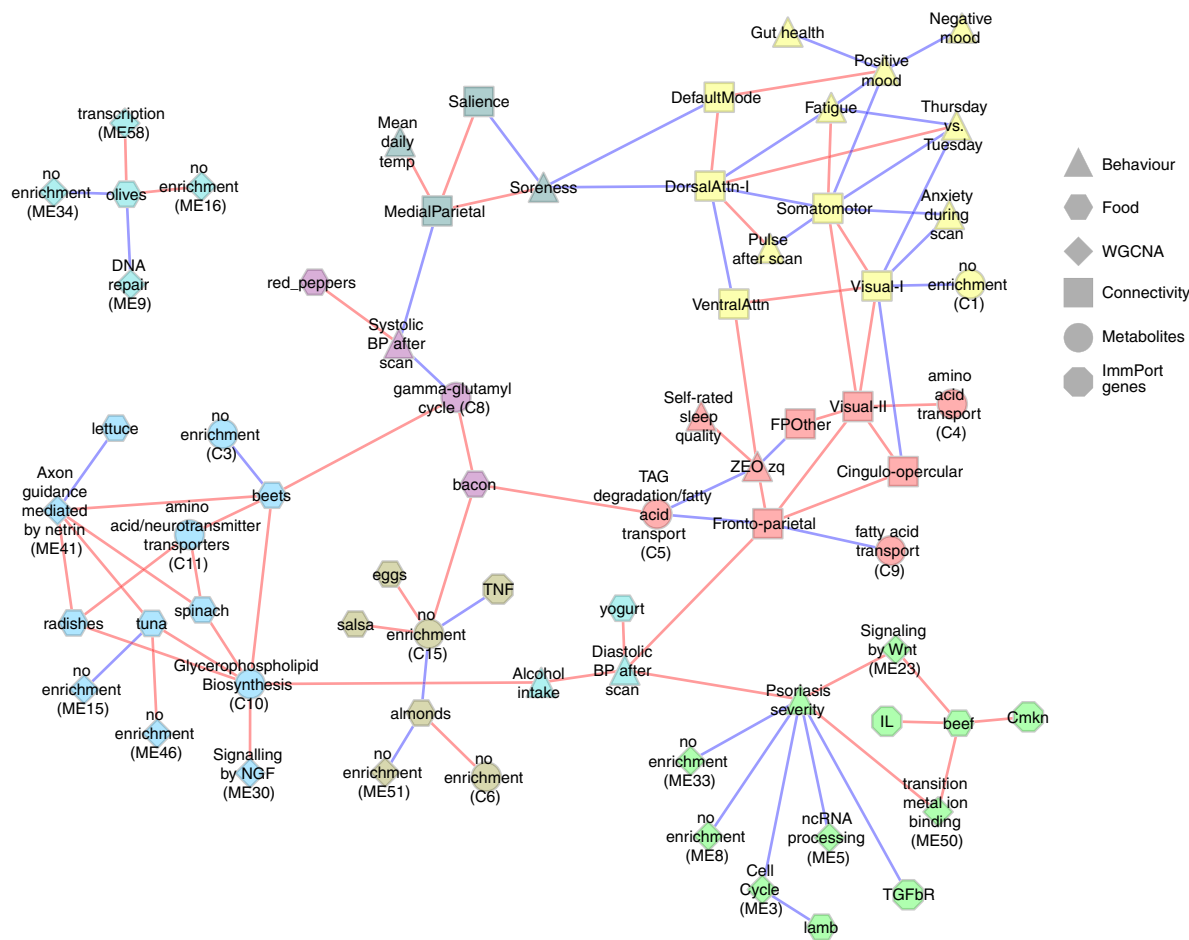 Gut health
Negative
mood
Positive
mood
DefaultMode
Fatigue
Thursday
vs.
Tuesday
Salience
Mean
daily
temp
transcription
(ME58)
no
enrichment
(ME34)
olives
no
enrichment
(ME16)
DNA
repair
(ME9)
Soreness
MedialParietal
DorsalAttn-I
Somatomotor
Anxiety
during
scan
Pulse
after scan
Visual-I
no
enrichment
(C1)
VentralAttn
red_peppers
Systolic
BP after
scan
gamma-glutamyl
cycle (C8)
Behaviour
Food
WGCNA
Connectivity
Metabolites
ImmPort
genes
Self-rated
sleep
quality
FPOther
Visual-II
amino
acid
transport
(C4)
ZEO zq
Cingulo-opercular
TAG
degradation/fatty
acid
transport
(C5)
Fronto-parietal
fatty acid
transport
(C9)
lettuce
no
enrichment
(C3)
Axon
guidance
mediated
by netrin
(ME41)
beets
amino
acid/neurotransmitter
transporters
(C11)
bacon
radishes
tuna
spinach
eggs
TNF
salsa
no
enrichment
(C15)
yogurt
Glycerophospholipid
Biosynthesis
(C10)
no
enrichment
(ME15)
no
enrichment
(ME46)
Signalling
by NGF
(ME30)
Alcohol
intake
Diastolic
BP after
scan
almonds
no
enrichment
(ME51)
no
enrichment
(C6)
Psoriasis
severity
Signaling
by Wnt
(ME23)
IL
beef
Cmkn
no
enrichment
(ME33)
transition
metal ion
binding
(ME50)
no
enrichment
(ME8)
ncRNA
processing
(ME5)
Cell
Cycle
(ME3)
TGFbR
lamb